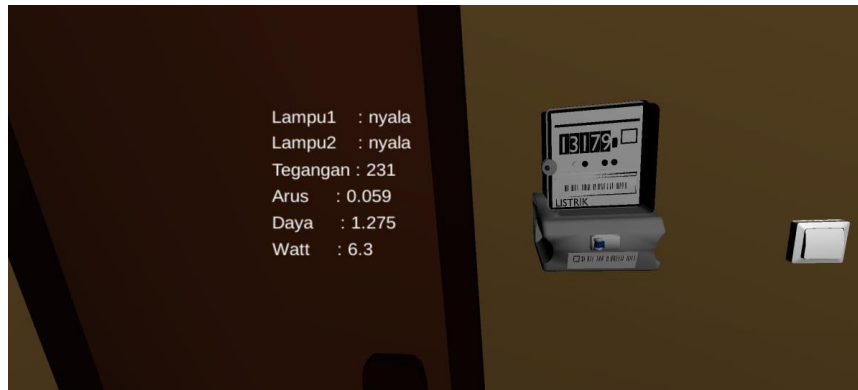 Lampu1 : nyala
Lampu2 : nyala
Tegangan : 231
Arus : 0.059
Daya : 1.275
Watt : 6.3
13179
LISTRIK